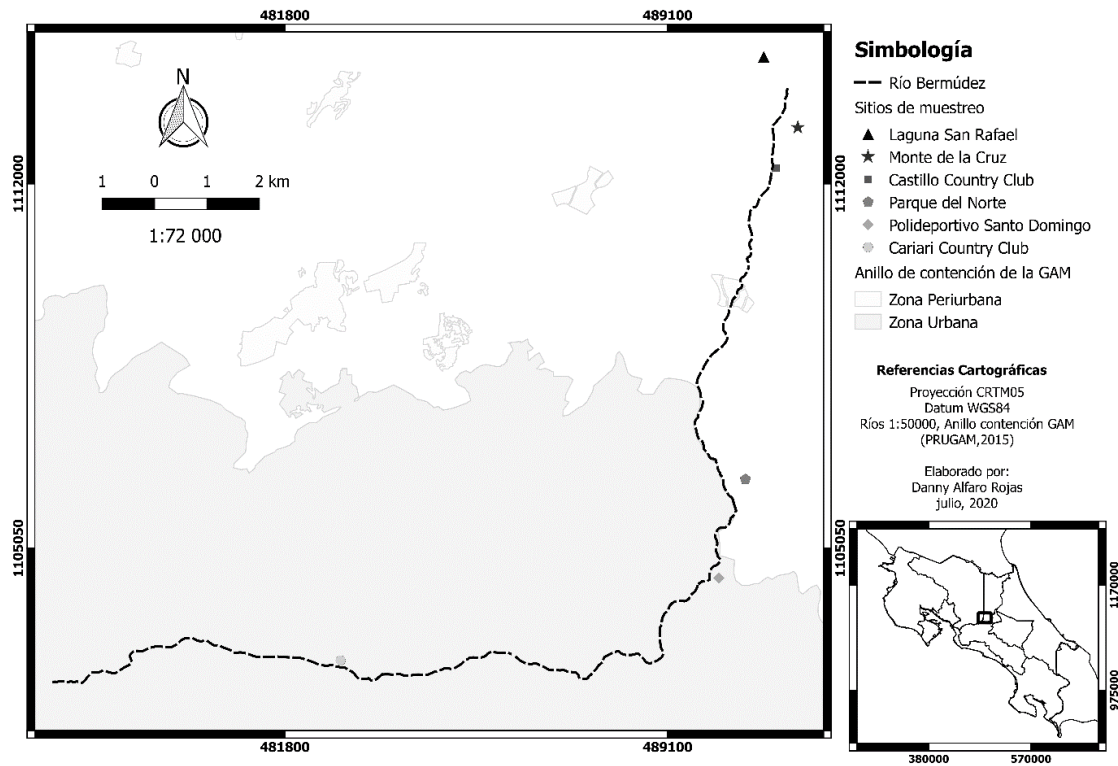 481800
489100
1112000
1105050
N
1 0 1 2 km
1:72 000
1112000
1105050
481800
489100
Simbología
Río Bermúdez
Sitios de muestreo
Laguna San Rafael
Monte de la Cruz
Castillo Country Club
Parque del Norte
Polideportivo Santo Domingo
Cariari Country Club
Anillo de contención de la GAM
Zona Periurbana
Zona Urbana
Referencias Cartográficas
Proyección CRTM05
Datum WGS84
Ríos 1:50000, Anillo contención GAM
(PRUGAM,2015)
Elaborado por:
Danny Alfaro Rojas
julio, 2020
1170000
975000
380000
570000